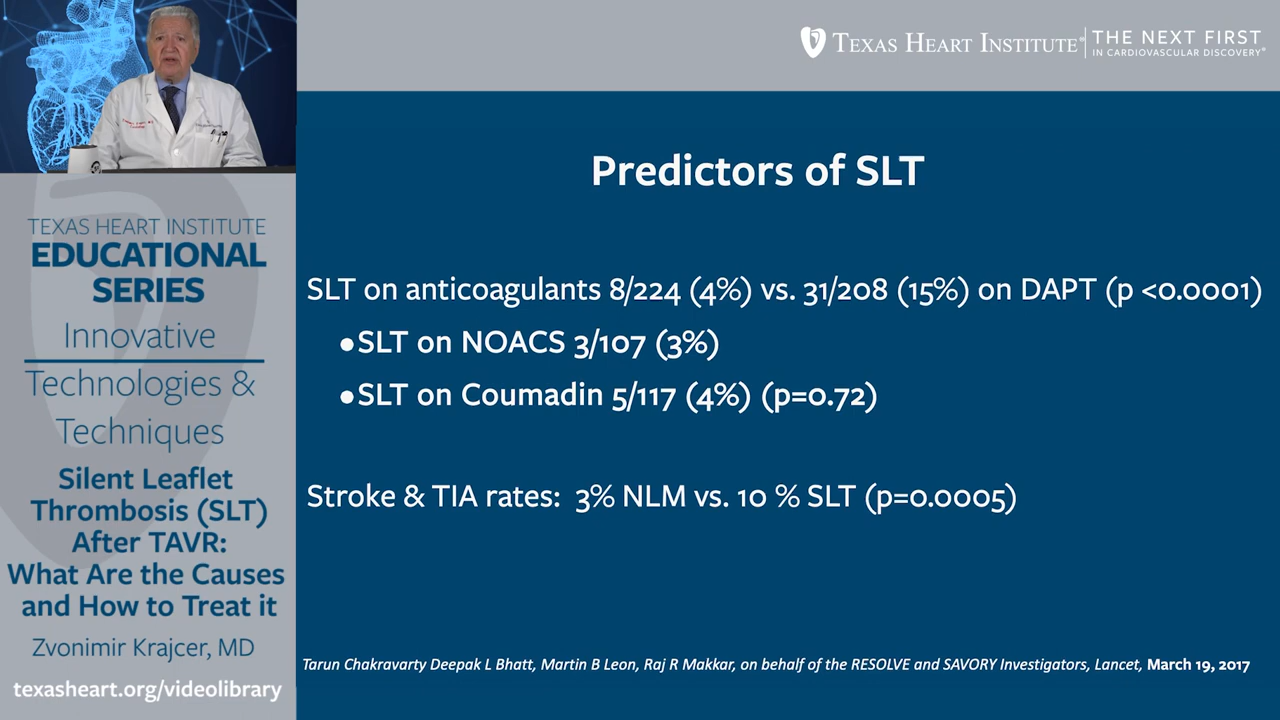 TEXAS HEART INSTITUTE®
THE NEXT FIRST
IN CARDIOVASCULAR DISCOVERY®
TEXAS HEART INSTITUTE
EDUCATIONAL
SERIES
Innovative
Technologies &
Techniques
Silent Leaflet
Thrombosis (SLT)
After TAVR:
What Are the Causes
and How to Treat it
Zvonimir Krajcer, MD
texasheart.org/videolibrary
Predictors of SLT
SLT on anticoagulants 8/224 (4%) vs. 31/208 (15%) on DAPT (p <0.0001)
●SLT on NOACS 3/107 (3%)
●SLT on Coumadin 5/117 (4%) (p=0.72)
Stroke & TIA rates: 3% NLM vs. 10 % SLT (p=0.0005)
Tarun Chakravarty Deepak L Bhatt, Martin B Leon, Raj R Makkar, on behalf of the RESOLVE and SAVORY Investigators, Lancet, March 19, 2017